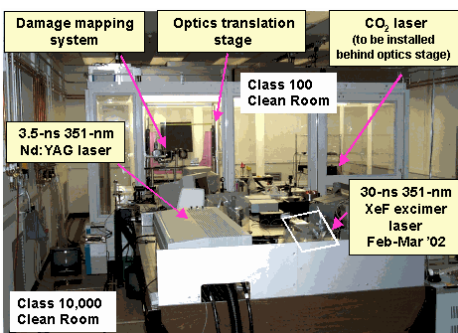 Damage mapping
system
Optics translation
stage
CO₂ laser
(to be installed
behind optics stage)
Class 100
Clean Room
3.5-ns 351-nm
Nd:YAG laser
30-ns 351-nm
XeF excimer
laser
Feb-Mar '02
Class 10,000
Clean Room